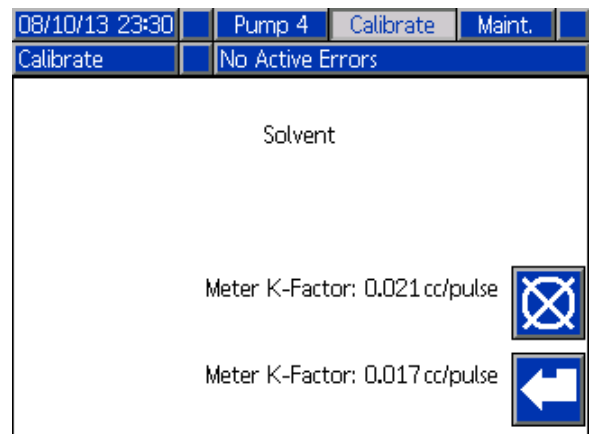 08/10/13 23:30 Pump 4 Calibrate Maint.
Calibrate No Active Errors
Solvent
Meter K-Factor: 0.021 cc/pulse
Meter K-Factor: 0.017 cc/pulse